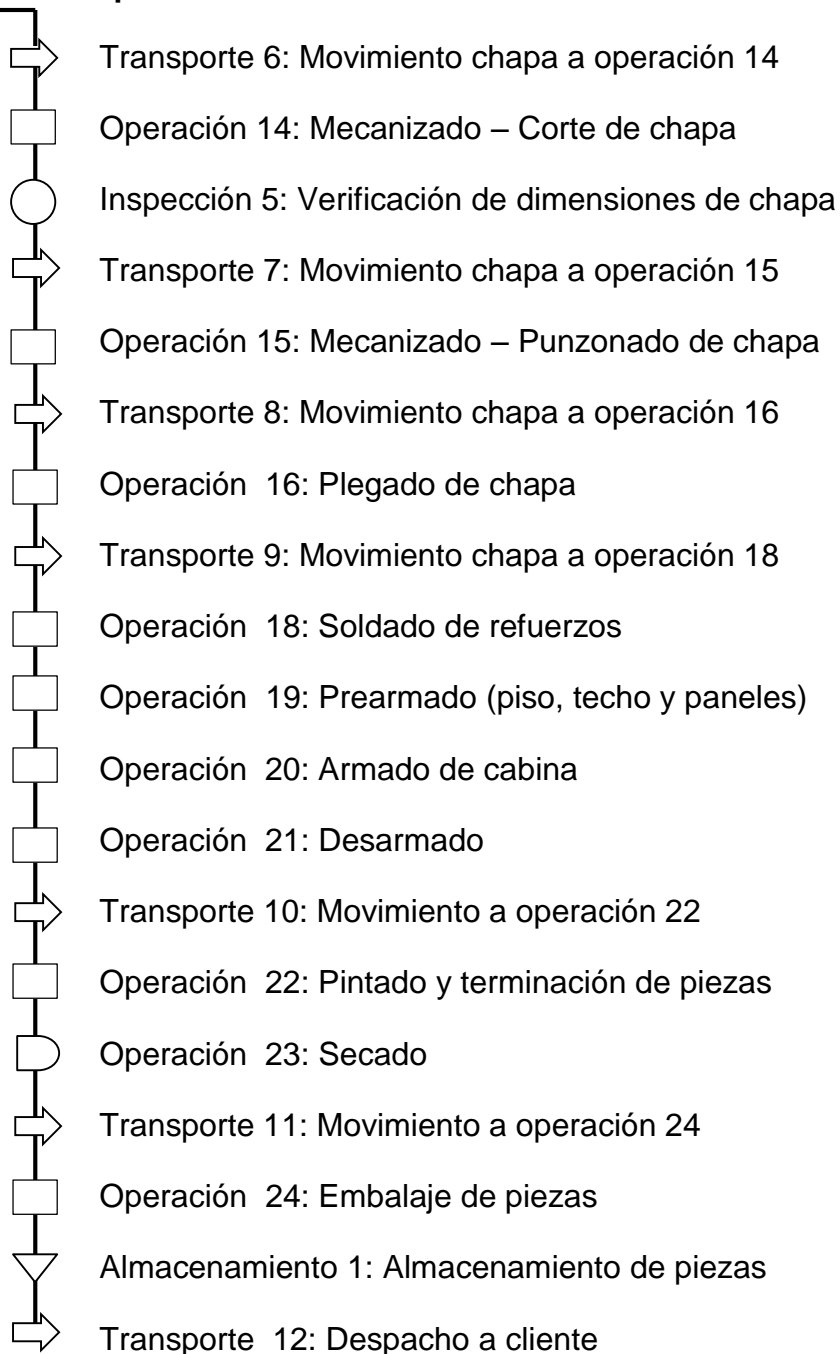 Transporte 6: Movimiento chapa a operación 14
Operación 14: Mecanizado – Corte de chapa
Inspección 5: Verificación de dimensiones de chapa
Transporte 7: Movimiento chapa a operación 15
Operación 15: Mecanizado – Punzonado de chapa
Transporte 8: Movimiento chapa a operación 16
Operación  16: Plegado de chapa
Transporte 9: Movimiento chapa a operación 18
Operación  18: Soldado de refuerzos
Operación  19: Prearmado (piso, techo y paneles)
Operación  20: Armado de cabina
Operación  21: Desarmado
Transporte 10: Movimiento a operación 22
Operación  22: Pintado y terminación de piezas
Operación  23: Secado
Transporte 11: Movimiento a operación 24
Operación  24: Embalaje de piezas
Almacenamiento 1: Almacenamiento de piezas
Transporte  12: Despacho a cliente